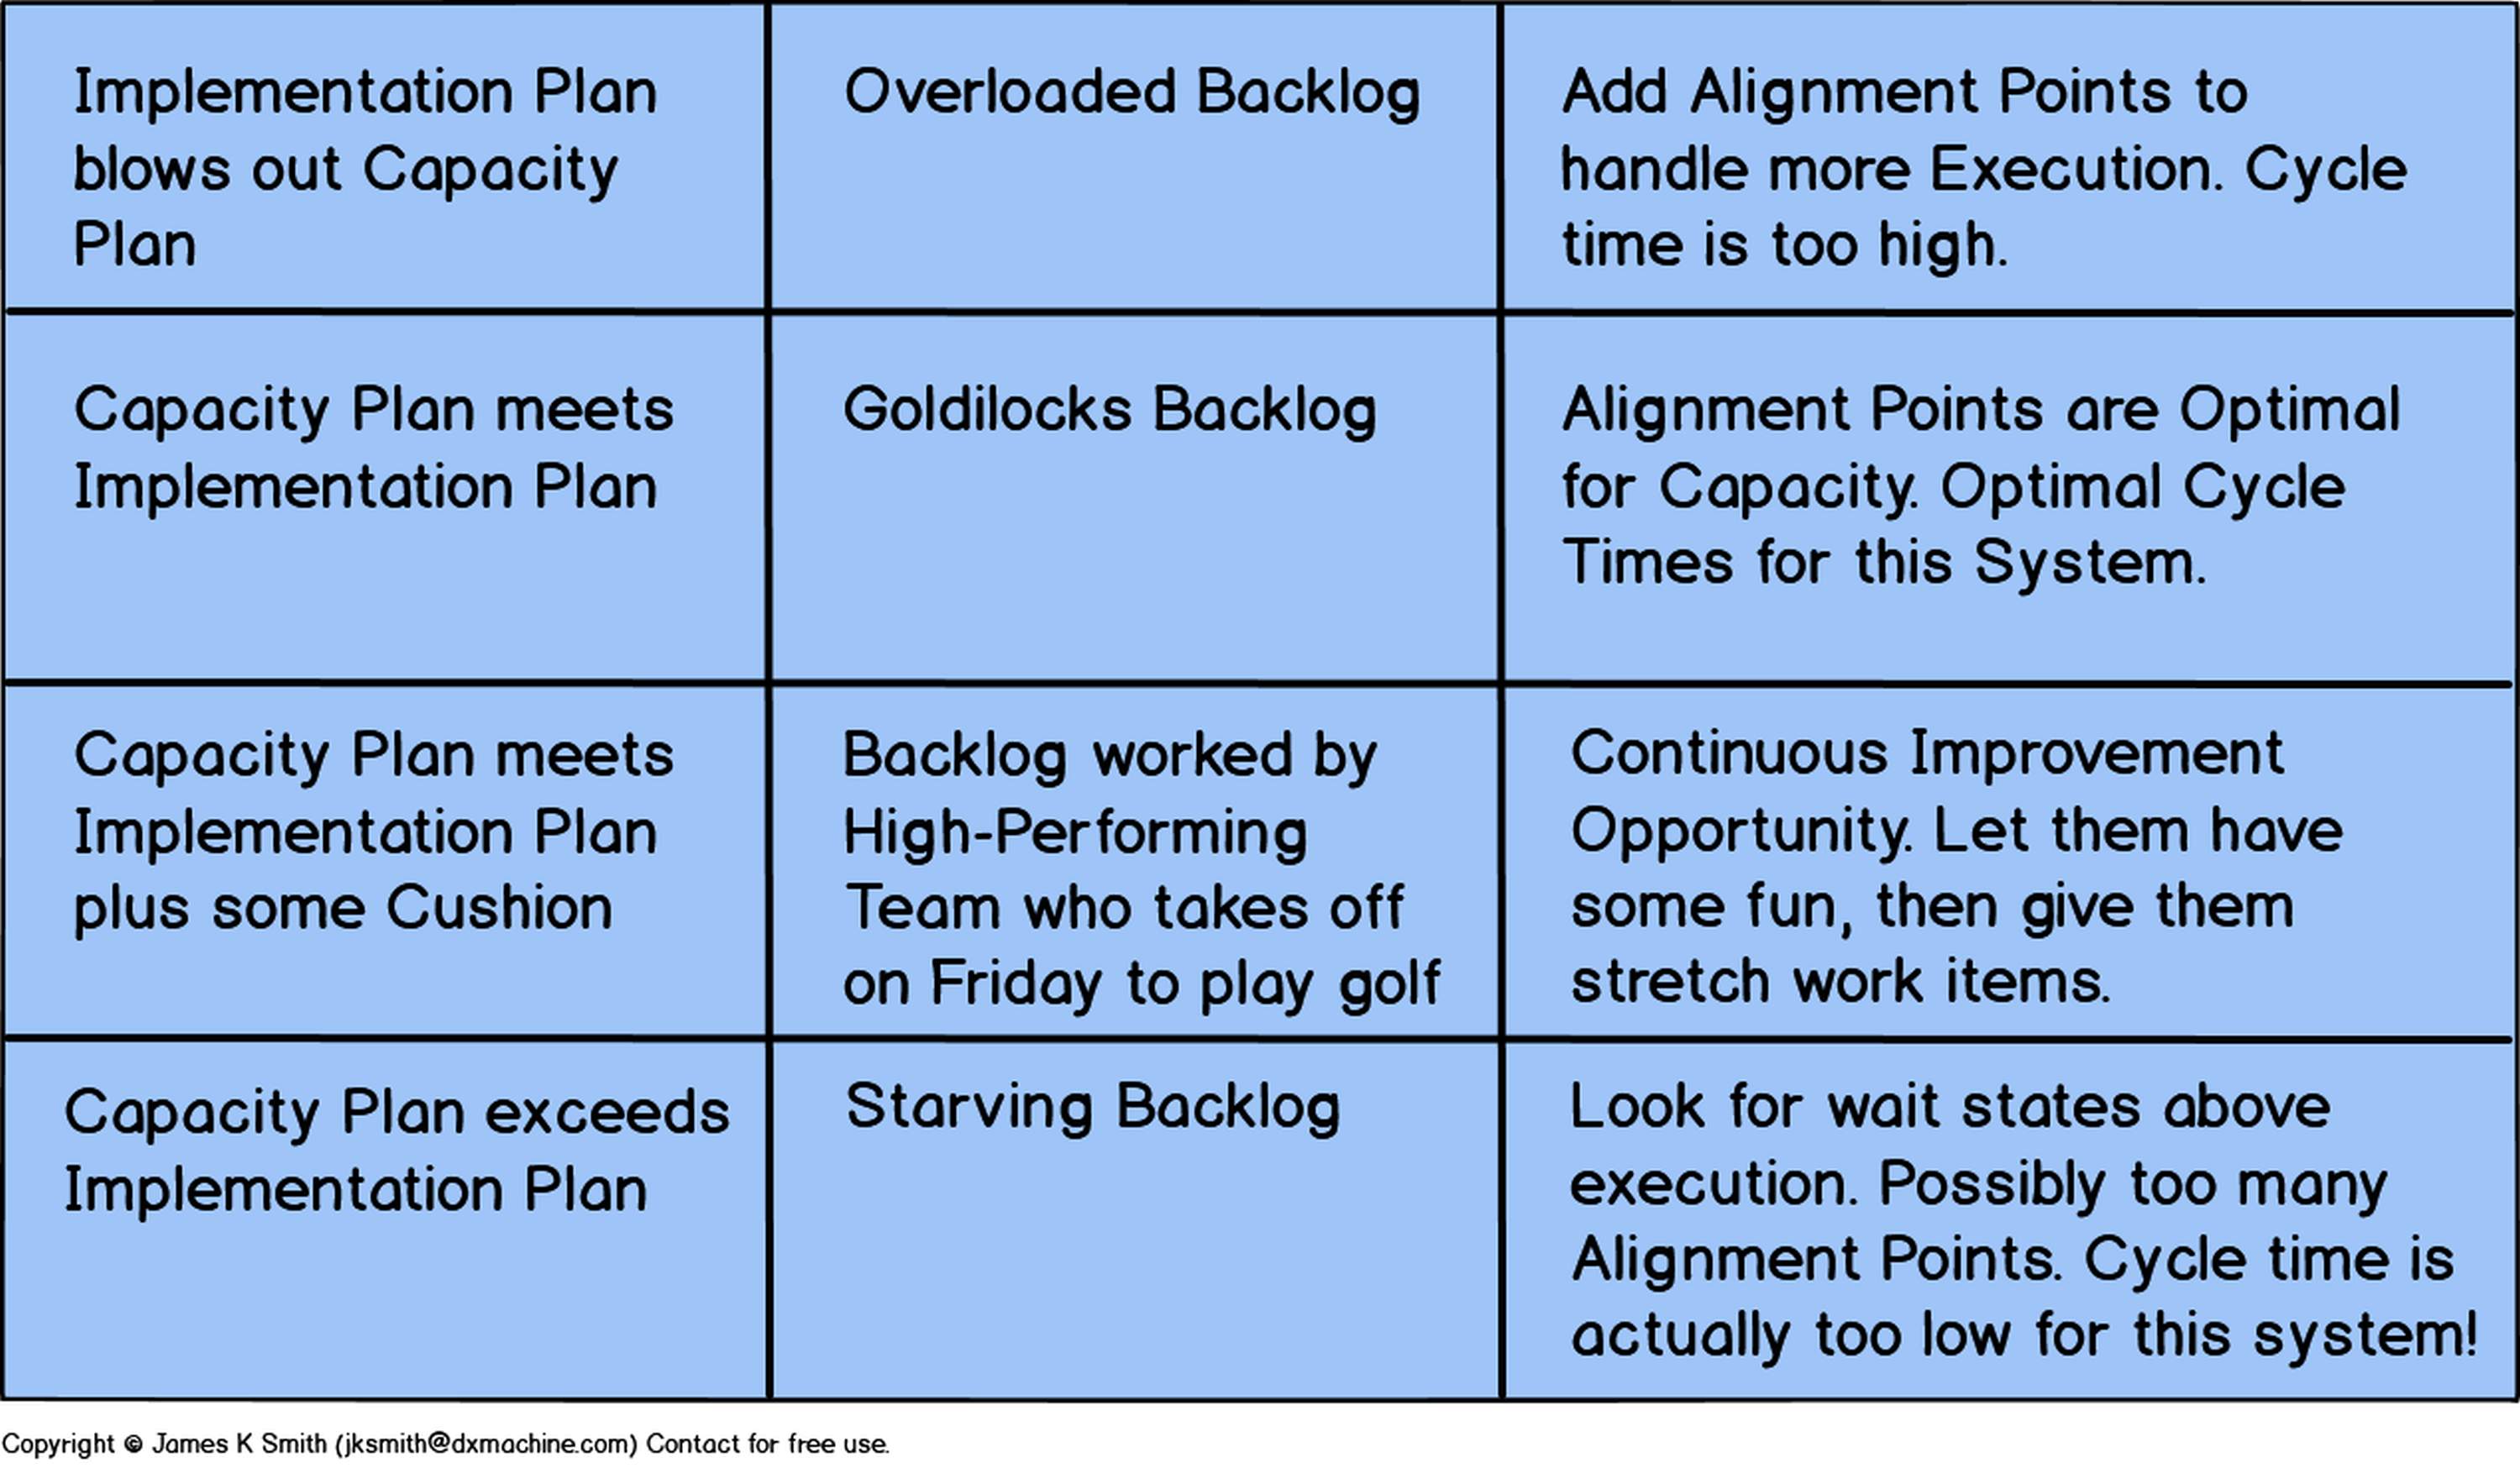 Implementation Plan
blows out Capacity
Plan
Overloaded Backlog
Add Alignment Points to
handle more Execution. Cycle
time is too high.
Capacity Plan meets
Implementation Plan
Goldilocks Backlog
Alignment Points are Optimal
for Capacity. Optimal Cycle
Times for this System.
Capacity Plan meets
Implementation Plan
plus some Cushion
Backlog worked by
High-Performing
Team who takes off
on Friday to play golf
Continuous Improvement
Opportunity. Let them have
some fun, then give them
stretch work items.
Capacity Plan exceeds
Implementation Plan
Starving Backlog
Look for wait states above
execution. Possibly too many
Alignment Points. Cycle time is
actually too low for this system!
Copyright © James K Smith (jksmith@dxmachine.com) Contact for free use.